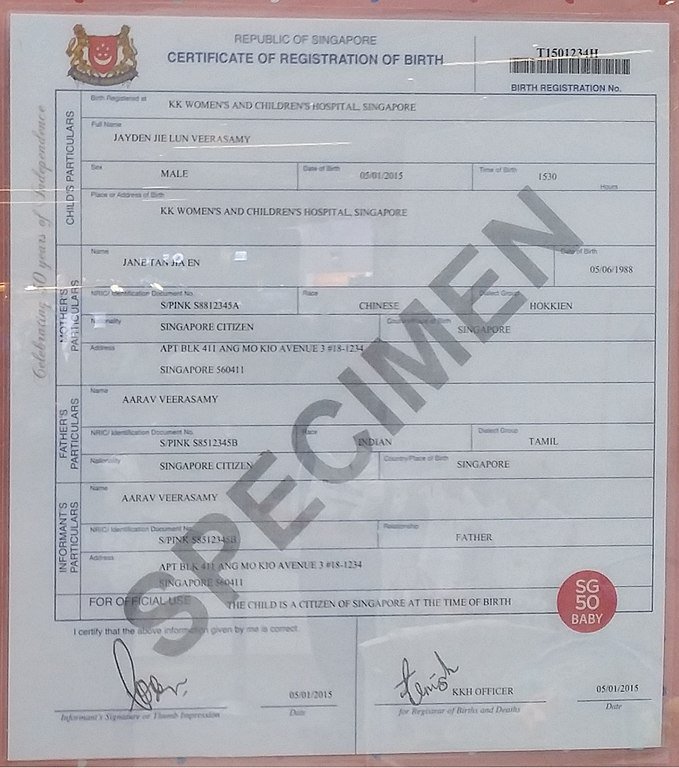 REPUBLIC OF SINGAPORE
CERTIFICATE OF REGISTRATION OF BIRTH
T1501234H
BIRTH REGISTRATION No.
Celebrating 50 years of Independence
CHILD'S PARTICULARS
Birth Registered at KK WOMEN'S AND CHILDREN'S HOSPITAL, SINGAPORE
Full Name
JAYDEN JIE LUN VEERASAMY
Sex MALE Date of Birth 05/01/2015 Time of Birth 1530 Hours
Place or Address of Birth
KK WOMEN'S AND CHILDREN'S HOSPITAL, SINGAPORE
MOTHER'S PARTICULARS
Name Date of Birth
JANE TAN JIA EN 05/06/1988
NRIC/ Identification Document No. Race Dialect Group
S/PINK S8812345A CHINESE HOKKIEN
Nationality Country/Place of Birth
SINGAPORE CITIZEN SINGAPORE
Address APT BLK 411 ANG MO KIO AVENUE 3 #18-1234
SINGAPORE 560411
FATHER'S PARTICULARS
Name
AARAV VEERASAMY
NRIC/ Identification Document No. Race Dialect Group
S/PINK S8512345B INDIAN TAMIL
Nationality Country/Place of Birth
SINGAPORE CITIZEN SINGAPORE
INFORMANT'S PARTICULARS
Name
AARAV VEERASAMY
NRIC/ Identification Document No. Relationship
S/PINK S8512345B FATHER
Address
APT BLK 411 ANG MO KIO AVENUE 3 #18-1234
SINGAPORE 560411
FOR OFFICIAL USE THE CHILD IS A CITIZEN OF SINGAPORE AT THE TIME OF BIRTH
SPECIMEN
SG
50
BABY
I certify that the above information given by me is correct.
05/01/2015 KKH OFFICER 05/01/2015
Informant's Signature or Thumb Impression Date for Registrar of Births and Deaths Date